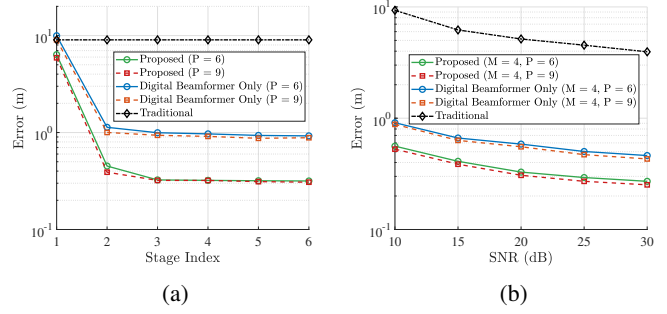 10^1
10^0
10^-1
Error (m)
Proposed (P = 6)
Proposed (P = 9)
Digital Beamformer Only (P = 6)
Digital Beamformer Only (P = 9)
Traditional
1 2 3 4 5 6
Stage Index
(a)
10^1
10^0
10^-1
Error (m)
Proposed (M = 4, P = 6)
Proposed (M = 4, P = 9)
Digital Beamformer Only (M = 4, P = 6)
Digital Beamformer Only (M = 4, P = 9)
Traditional
10 15 20 25 30
SNR (dB)
(b)